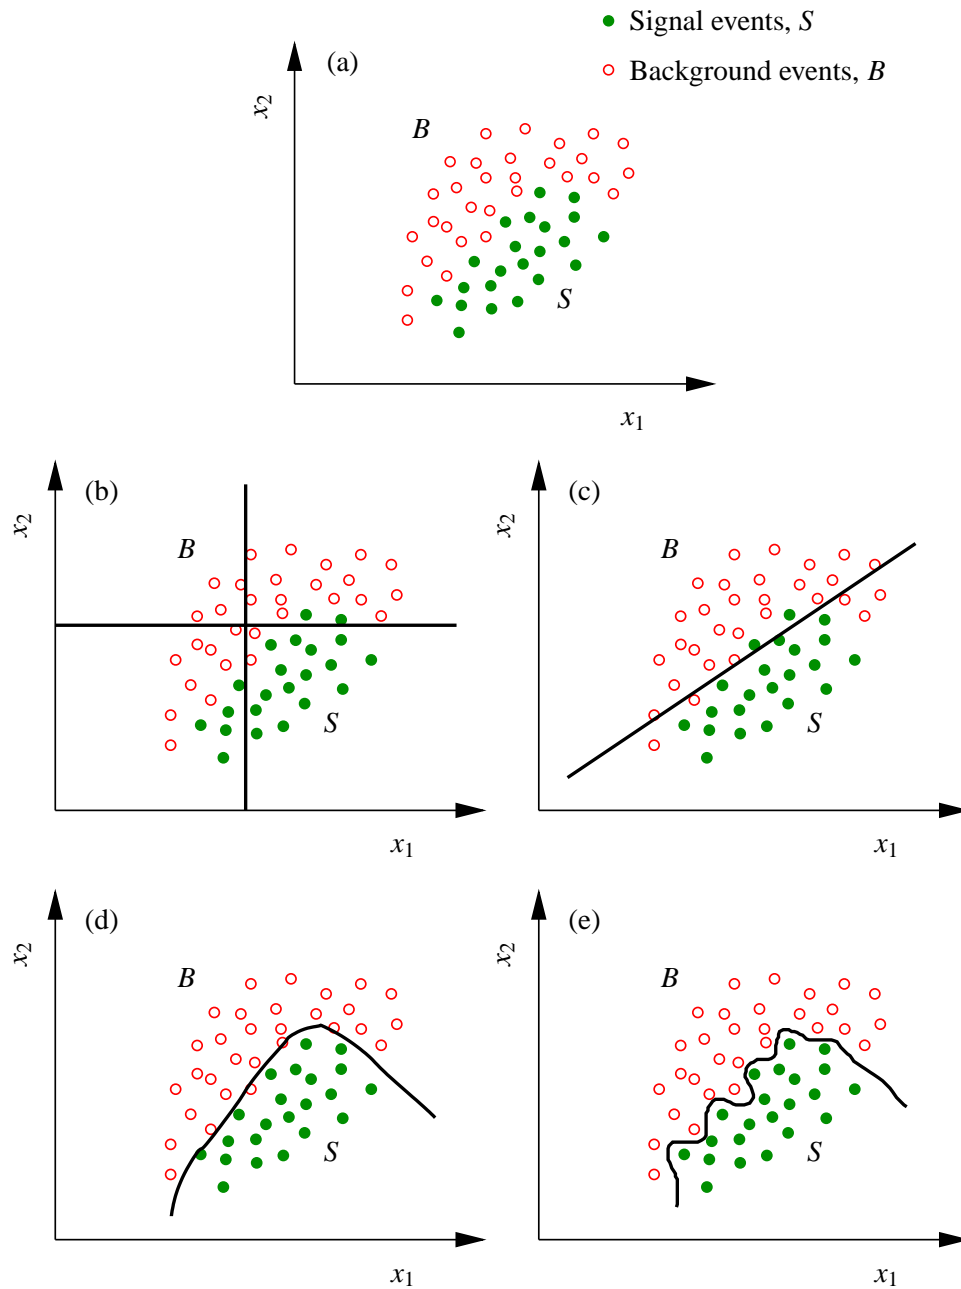 Signal events, S
(a)
Background events, B
x2
B
S
x1
(b)
x2
B
S
x1
(c)
x2
B
S
x1
(d)
x2
B
S
x1
(e)
x2
B
S
x1